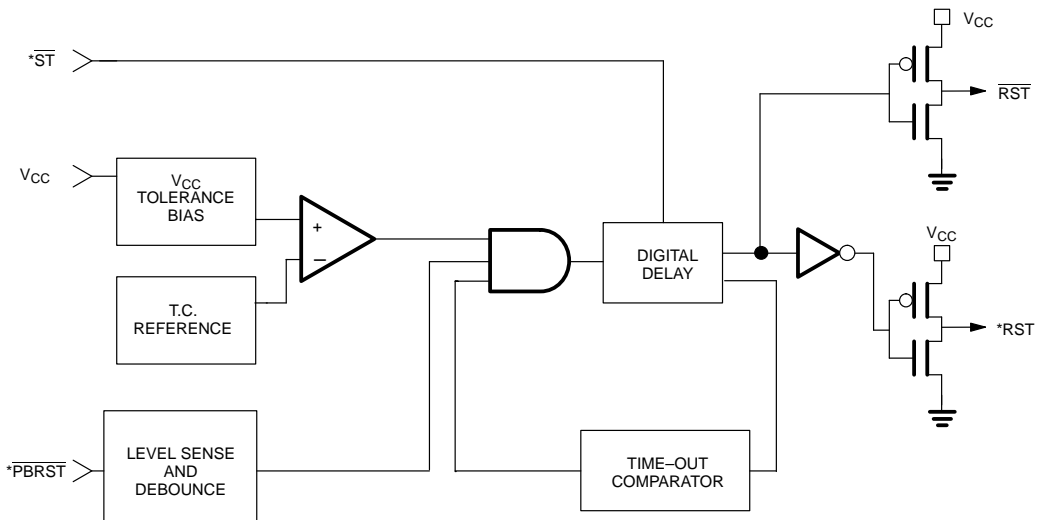 *ST
VCC
RST
VCC
VCC
TOLERANCE
BIAS
+
−
T.C.
REFERENCE
DIGITAL
DELAY
VCC
*RST
*PBRST
LEVEL SENSE
AND
DEBOUNCE
TIME–OUT
COMPARATOR